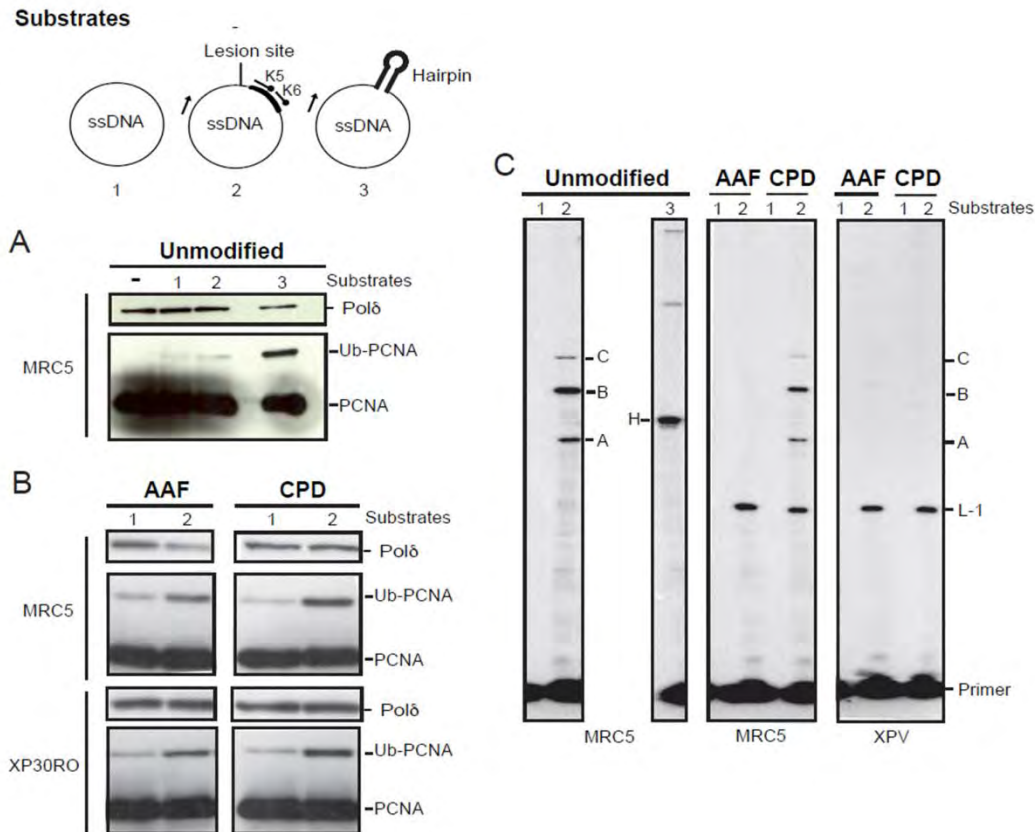 Substrates
Lesion site
K5
K6
Hairpin
ssDNA ssDNA ssDNA
1 2 3
A
Unmodified
- 1 2 3 Substrates
Polδ
Ub-PCNA
MRC5
PCNA
B
AAF CPD
1 2 1 2 Substrates
Polδ
Ub-PCNA
MRC5
PCNA
Polδ
Ub-PCNA
XP30RO
PCNA
C
Unmodified AAF CPD AAF CPD
1 2 3 1 2 1 2 1 2 1 2 Substrates
C C
B B
H
A A
L-1
Primer
MRC5 MRC5 XPV